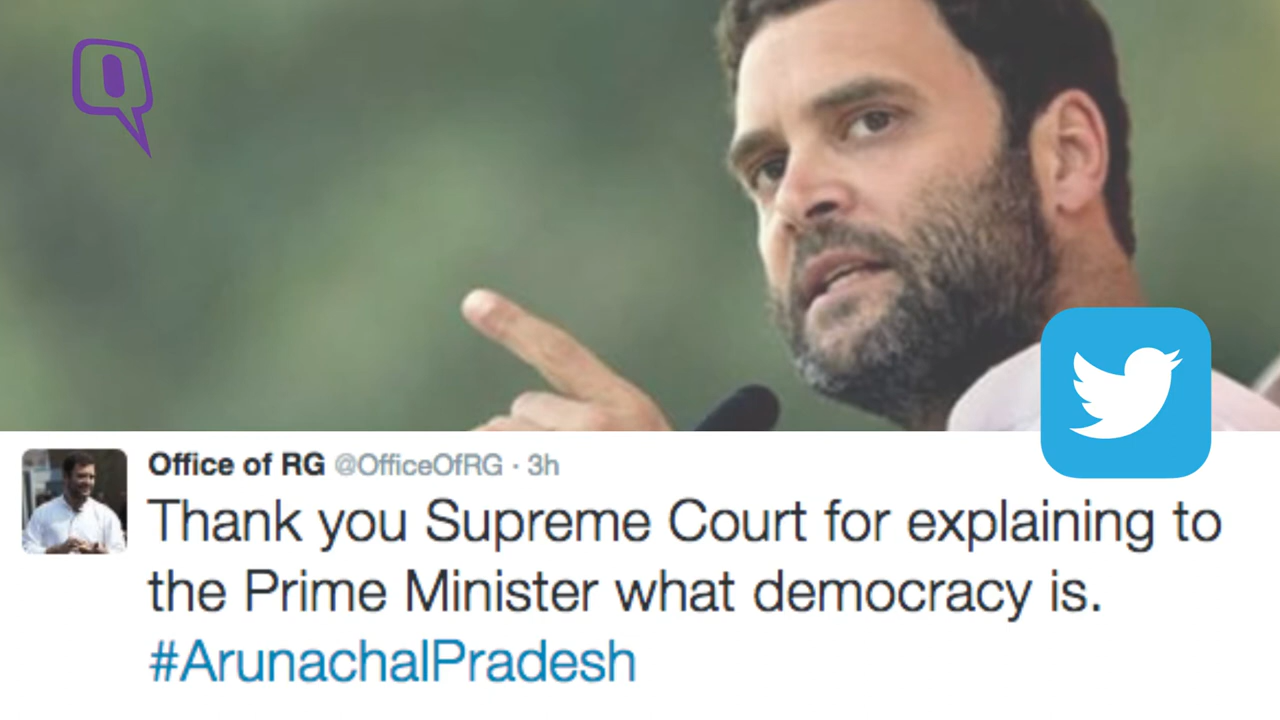 Office of RG @OfficeOfRG · 3h
Thank you Supreme Court for explaining to
the Prime Minister what democracy is.
#ArunachalPradesh